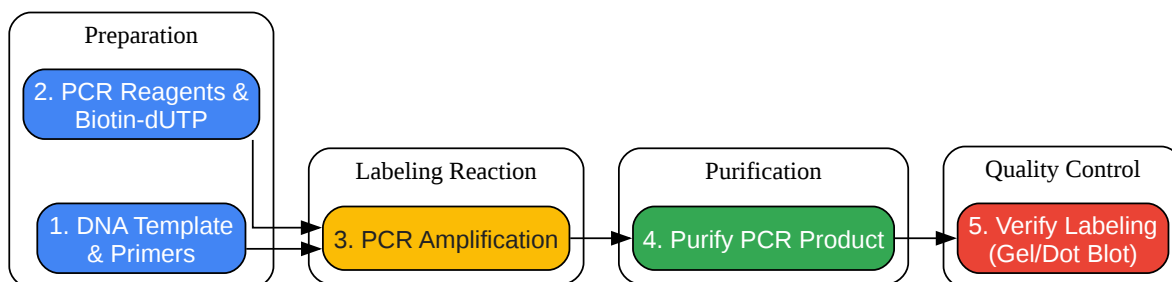 Preparation
2. PCR Reagents &
Biotin-dUTP
1. DNA Template
& Primers
Labeling Reaction
3. PCR Amplification
Purification
4. Purify PCR Product
Quality Control
5. Verify Labeling
(Gel/Dot Blot)